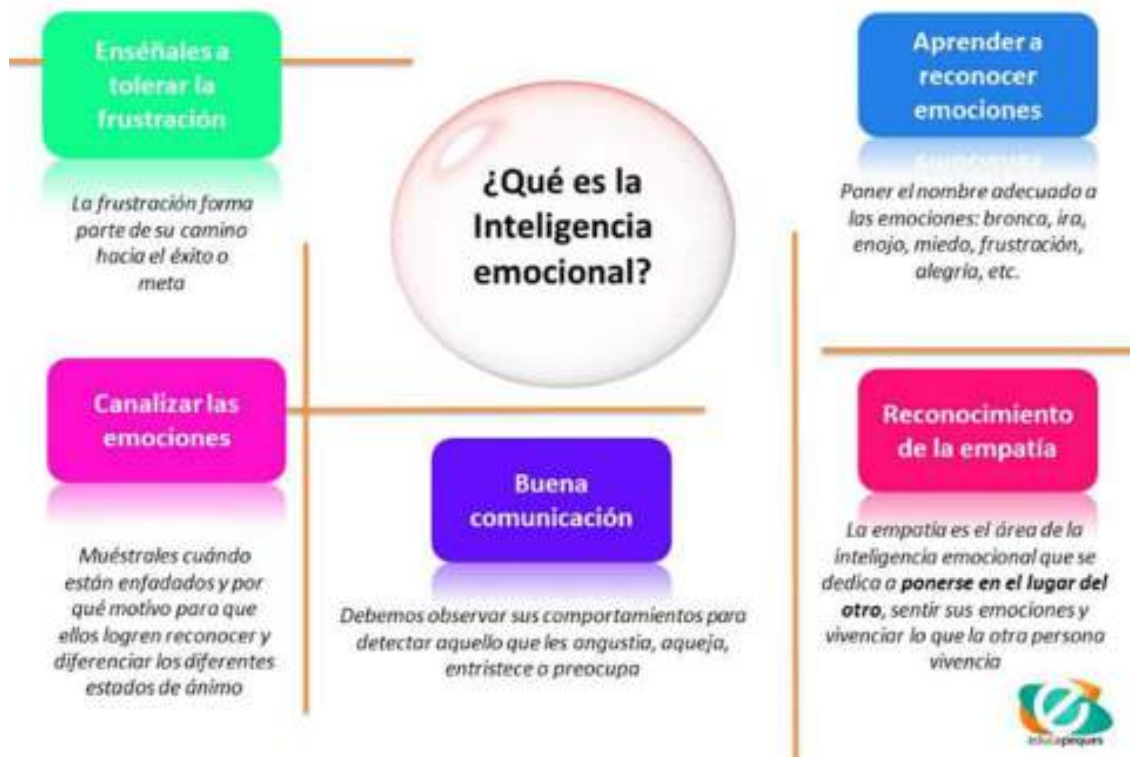 Enséñales a
tolerar la
frustración
La frustración forma
parte de su camino
hacia el éxito o
meta
¿Qué es la
Inteligencia
emocional?
Aprender a
reconocer
emociones
Poner el nombre adecuado a
las emociones: bronca, ira,
enojo, miedo, frustración,
alegría, etc.
Canalizar las
emociones
Muéstrales cuándo
están enfadados y por
qué motivo para que
ellos logren reconocer y
diferenciar los diferentes
estados de ánimo
Buena
comunicación
Debemos observar sus comportamientos para
detectar aquello que les angustia, aqueja,
entristece o preocupa
Reconocimiento
de la empatía
La empatía es el área de la
inteligencia emocional que se
dedica a ponerse en el lugar del
otro, sentir sus emociones y
vivenciar lo que la otra persona
vivencia
educapeques